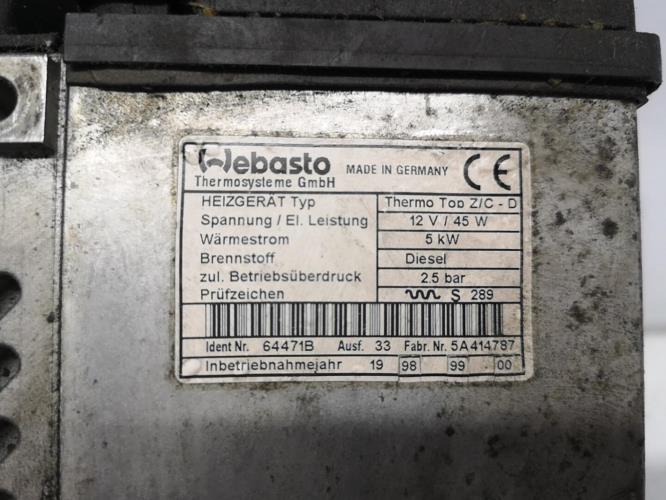 Webasto
Thermosysteme GmbH MADE IN GERMANY CE
HEIZGERÄT Typ Thermo Top Z/C - D
Spannung / El. Leistung 12 V / 45 W
Wärmestrom 5 kW
Brennstoff Diesel
zul. Betriebsüberdruck 2.5 bar
Prüfzeichen S 289
Ident Nr. 64471B Ausf. 33 Fabr. Nr. 5A414787
Inbetriebnahmejahr 19 98 99 00